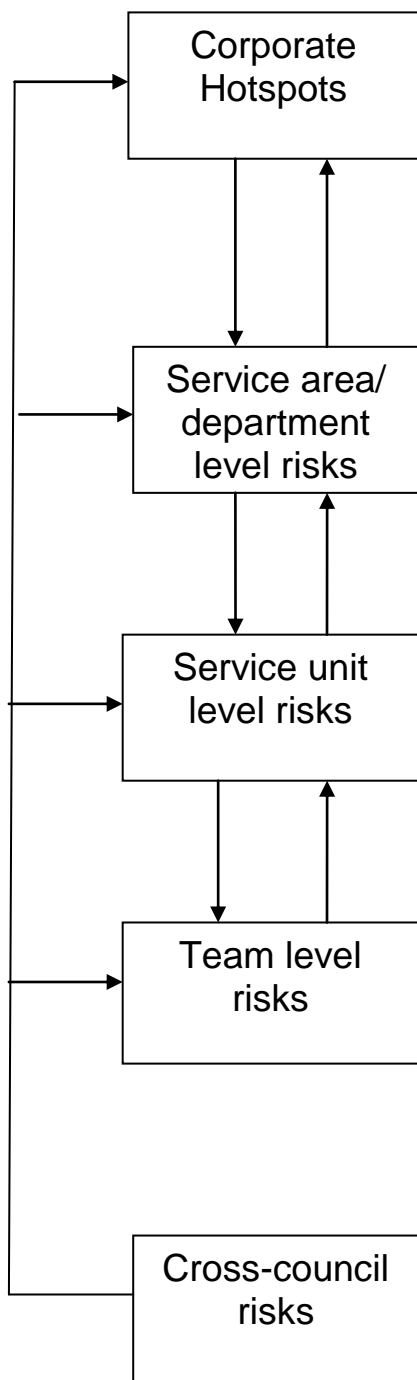 Corporate
Hotspots
Service area/
department
level risks
Service unit
level risks
Team level
risks
Cross-council
risks